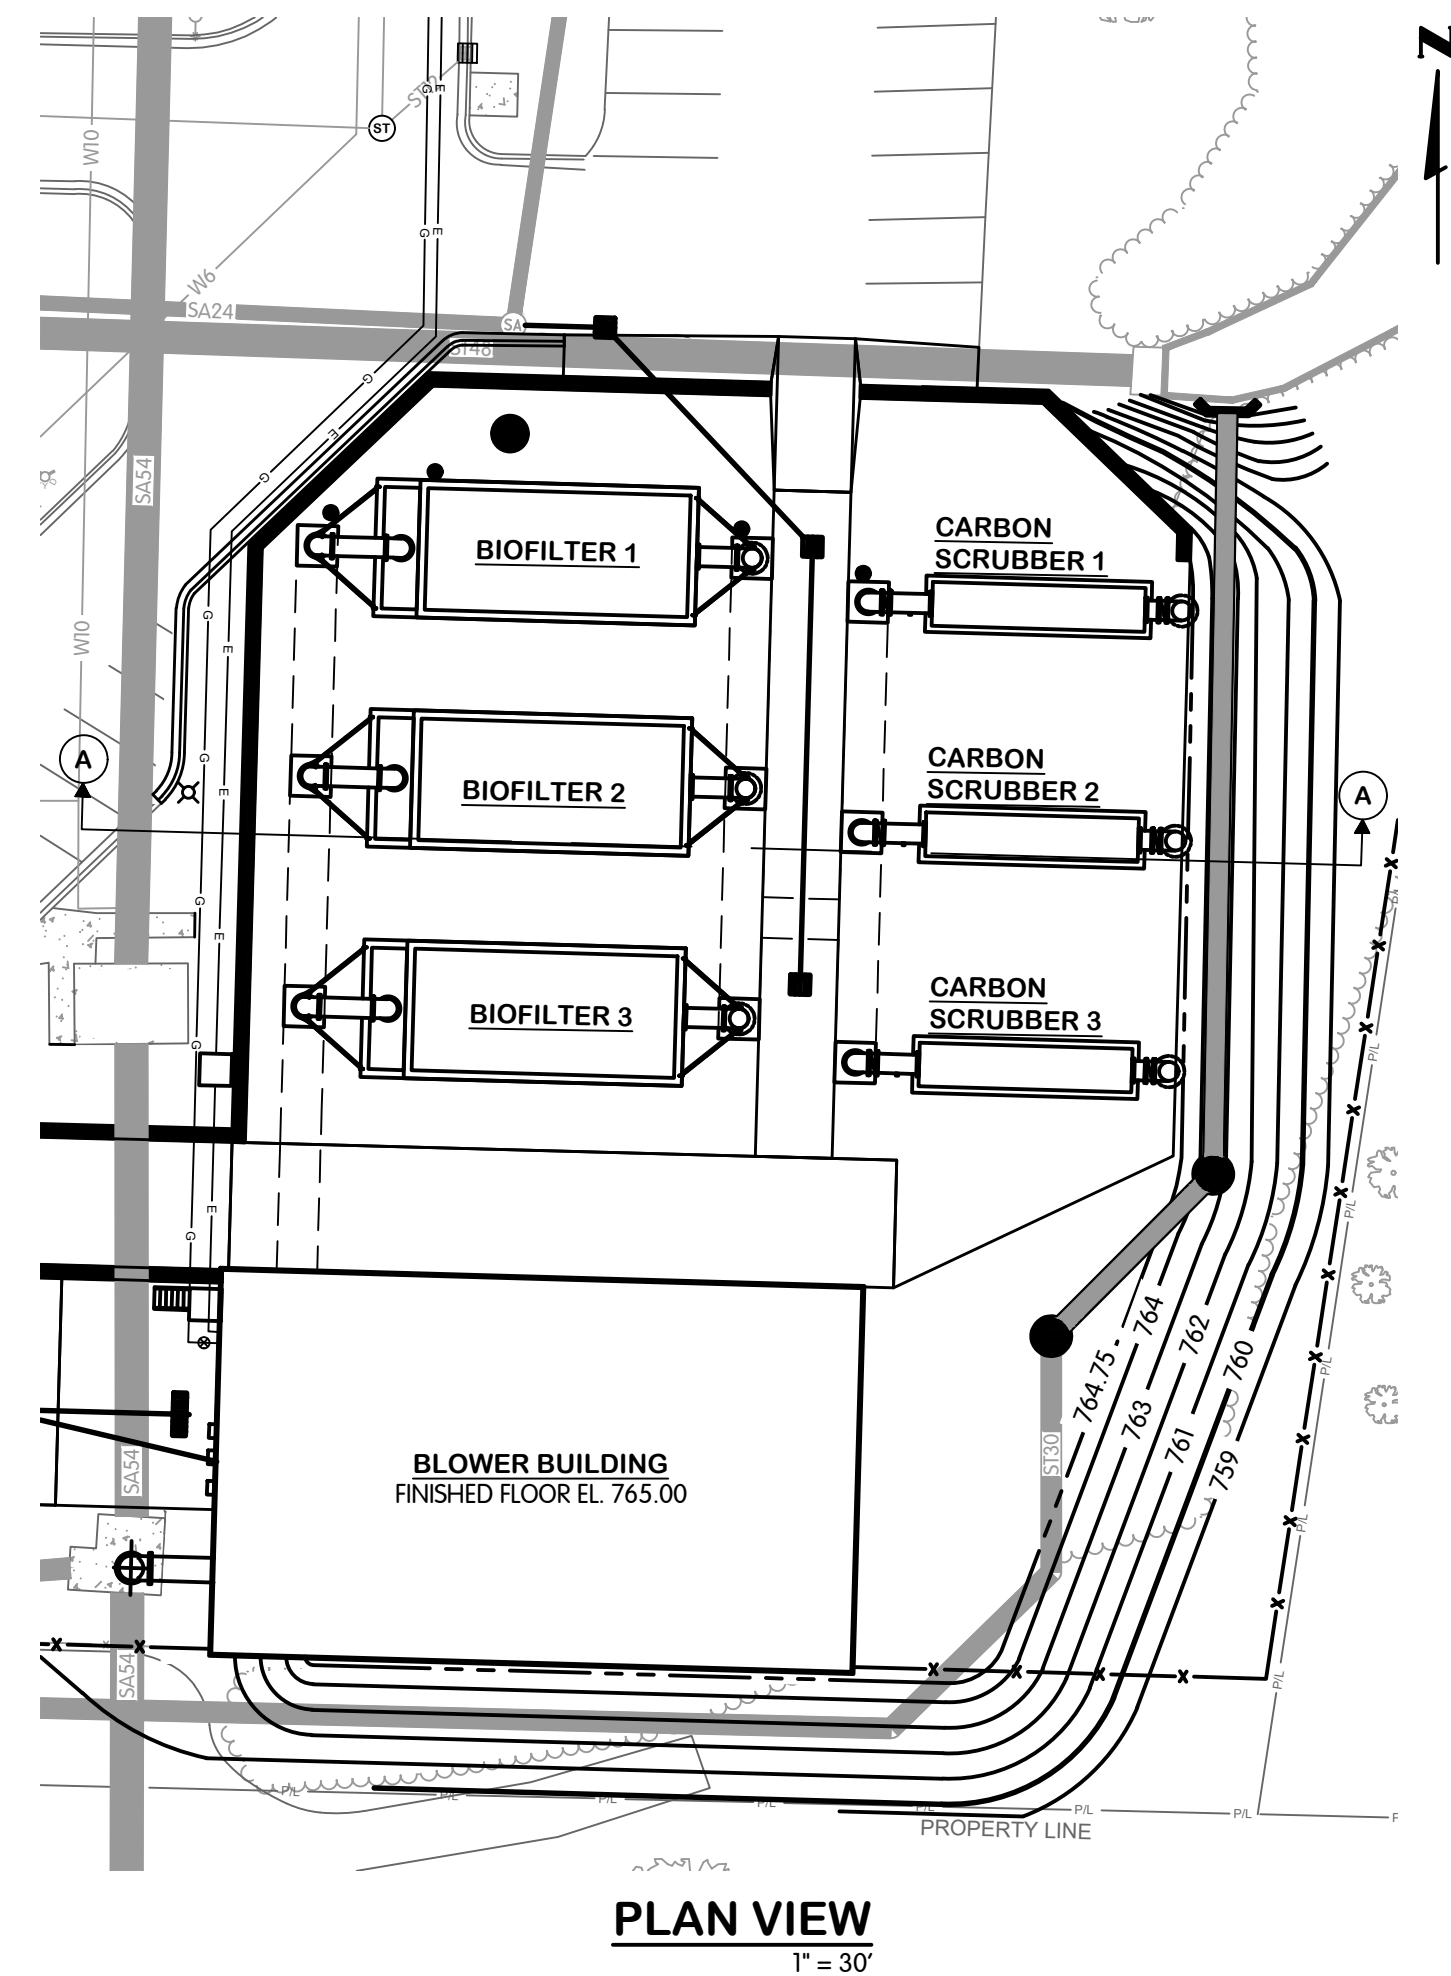 N
ST12
G
E
W10
ST
G
E
W6
SA24
SA
ST48
G
E
G
SA54
BIOFILTER 1
CARBON
SCRUBBER 1
W10
G
E
A
G
E
BIOFILTER 2
CARBON
SCRUBBER 2
A
G
E
BIOFILTER 3
CARBON
SCRUBBER 3
G
P/L
E
G
P/L
764
762
760
764.75
763
761
759
P/L
ST30
SA54
BLOWER BUILDING
FINISHED FLOOR EL. 765.00
P/L
SA54
P/L
P/L
P/L
P/L
P/L
P/L
P/L
P/L
PROPERTY LINE
PLAN VIEW
1" = 30'